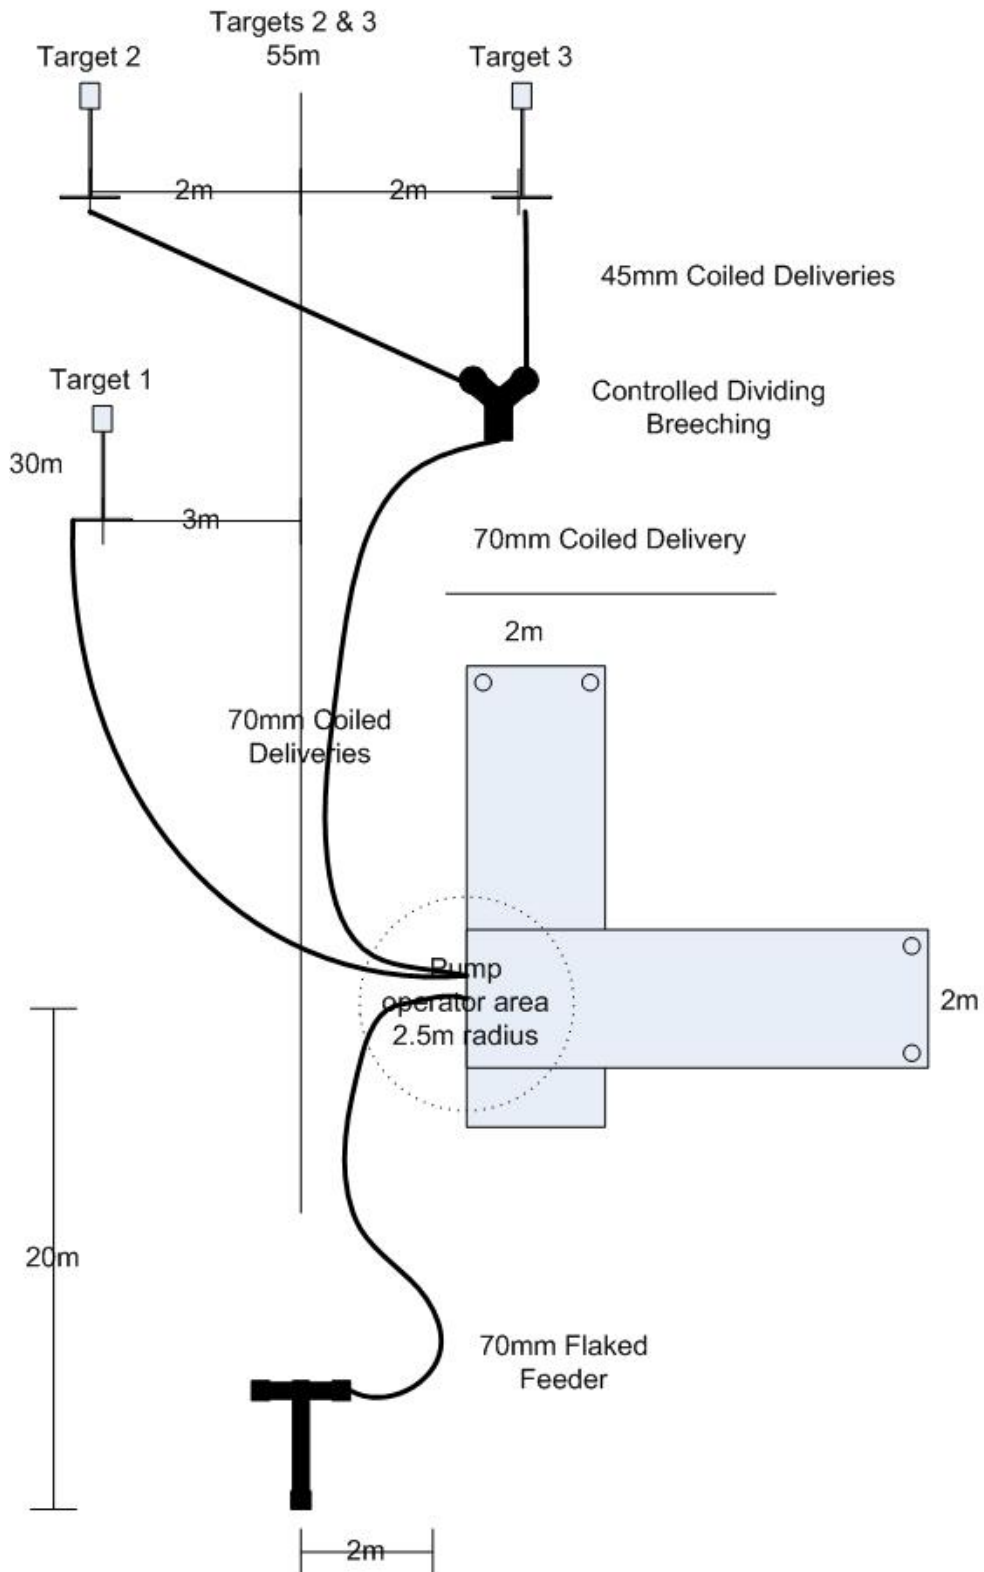 Targets 2 & 3
55m
Target 2
Target 3
2m
2m
45mm Coiled Deliveries
Target 1
Controlled Dividing
Breeching
30m
3m
70mm Coiled Delivery
2m
70mm Coiled
Deliveries
Pump
operator area
2.5m radius
2m
20m
70mm Flaked
Feeder
2m